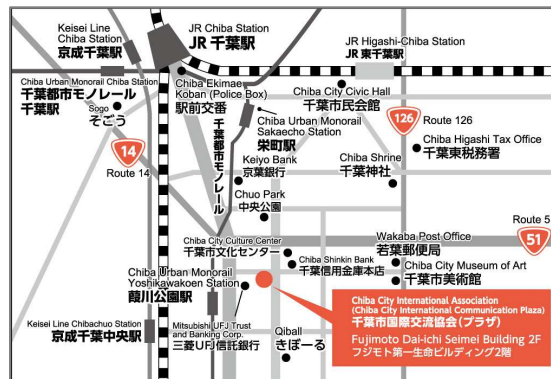 Keisei Line
Chiba Station
京成千葉駅
JR Chiba Station
JR 千葉駅
JR Higashi-Chiba Station
JR 東千葉駅
Chiba Urban Monorail Chiba Station
千葉都市モノレール
千葉駅
Sogo
そごう
Chiba Ekimae
Koban (Police Box)
駅前交番
Chiba City Civic Hall
千葉市民会館
126
Route 126
Chiba Urban Monorail
Sakaecho Station
栄町駅
千葉都市モノレール
Chiba Higashi Tax Office
千葉東税務署
14
Route 14
Keiyo Bank
京葉銀行
Chiba Shrine
千葉神社
Chuo Park
中央公園
Route 5
51
Wakaba Post Office
若葉郵便局
Chiba City Culture Center
千葉市文化センター
Chiba Shinkin Bank
千葉信用金庫本店
Chiba City Museum of Art
千葉市美術館
Chiba Urban Monorail
Yoshikawakoen Station
葭川公園駅
Chiba City International Association
(Chiba City International Communication Plaza)
千葉市国際交流協会(プラザ)
Fujimoto Dai-ichi Seimei Building 2F
フジモト第一生命ビルディング2階
Keisei Line Chibachuo Station
京成千葉中央駅
Mitsubishi UFJ Trust
and Banking Corp.
三菱UFJ信託銀行
Qiball
きぼーる